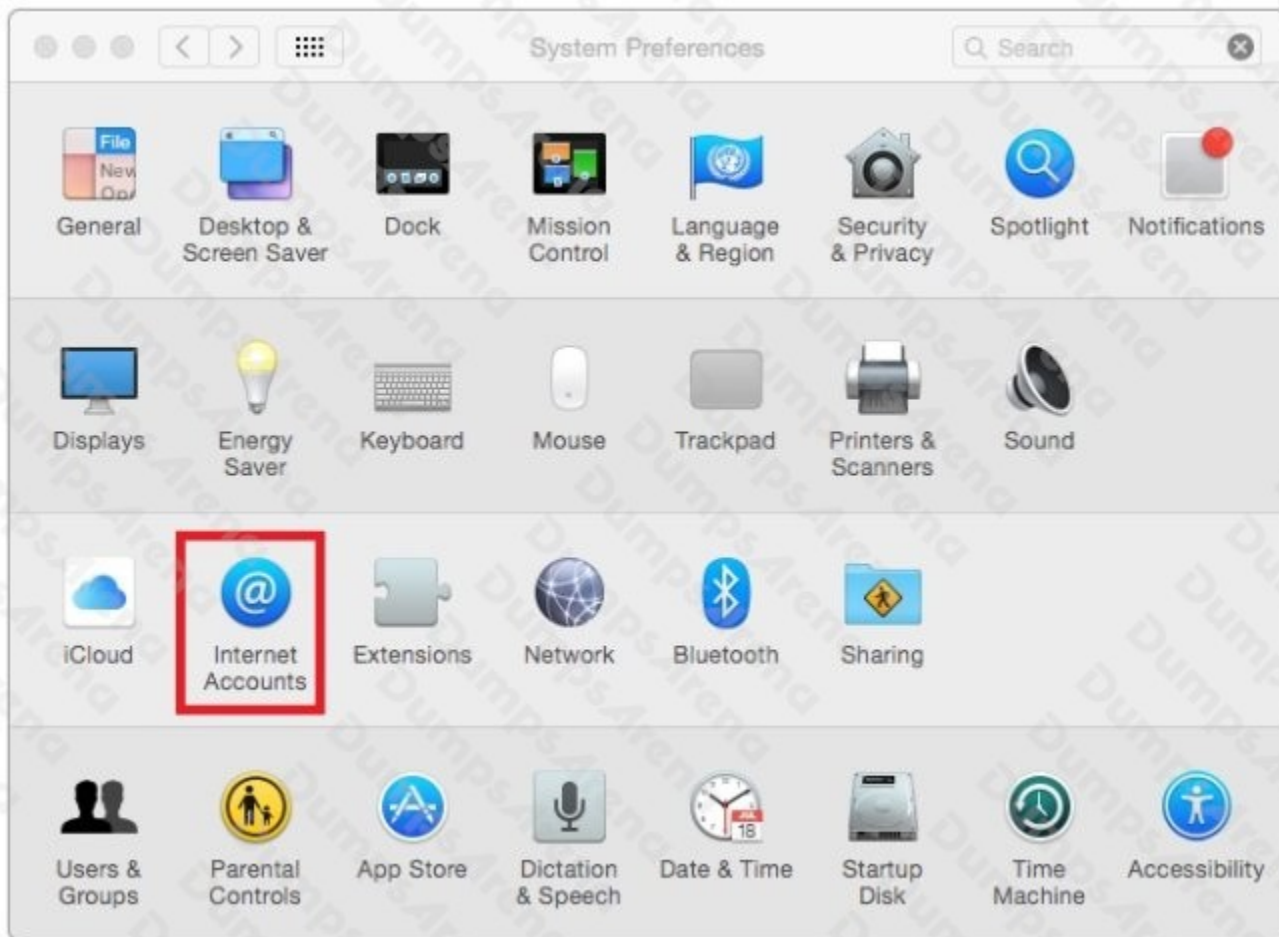 System Preferences
Search
File
New
General
Desktop &
Screen Saver
Dock
Mission
Control
Language
& Region
Security
& Privacy
Spotlight
Notifications
Displays
Energy
Saver
Keyboard
Mouse
Trackpad
Printers &
Scanners
Sound
iCloud
@
Internet
Accounts
Extensions
Network
Bluetooth
Sharing
Users &
Groups
Parental
Controls
App Store
Dictation
& Speech
JUL
18
Date & Time
Startup
Disk
Time
Machine
Accessibility
DumpsArena